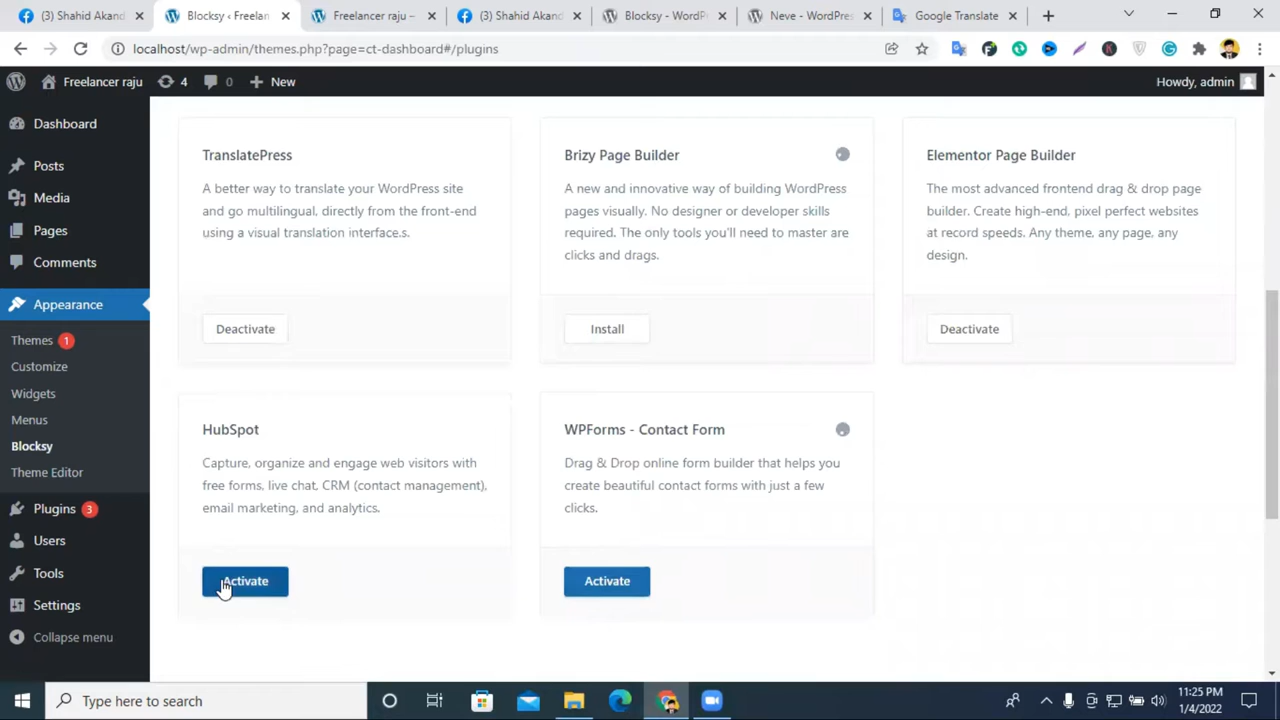 (3) Shahid Akand
Blocksy ‹ Freelan
Freelancer raju –
(3) Shahid Akand
Blocksy - WordP
Neve - WordPres
Google Translate
localhost/wp-admin/themes.php?page=ct-dashboard#/plugins
Freelancer raju
4
0
New
Howdy, admin
Dashboard
Posts
Media
Pages
Comments
Appearance
Themes 1
Customize
Widgets
Menus
Blocksy
Theme Editor
Plugins 3
Users
Tools
Settings
Collapse menu
TranslatePress
A better way to translate your WordPress site
and go multilingual, directly from the front-end
using a visual translation interface.s.
Deactivate
Brizy Page Builder
A new and innovative way of building WordPress
pages visually. No designer or developer skills
required. The only tools you'll need to master are
clicks and drags.
Install
Elementor Page Builder
The most advanced frontend drag & drop page
builder. Create high-end, pixel perfect websites
at record speeds. Any theme, any page, any
design.
Deactivate
HubSpot
Capture, organize and engage web visitors with
free forms, live chat, CRM (contact management),
email marketing, and analytics.
Activate
WPForms - Contact Form
Drag & Drop online form builder that helps you
create beautiful contact forms with just a few
clicks.
Activate
Type here to search
11:25 PM
1/4/2022